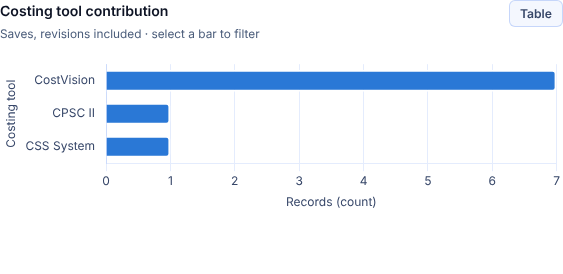 Costing tool contribution
Table
Saves, revisions included · select a bar to filter
Costing tool
CostVision
CPSC II
CSS System
0 1 2 3 4 5 6 7
Records (count)